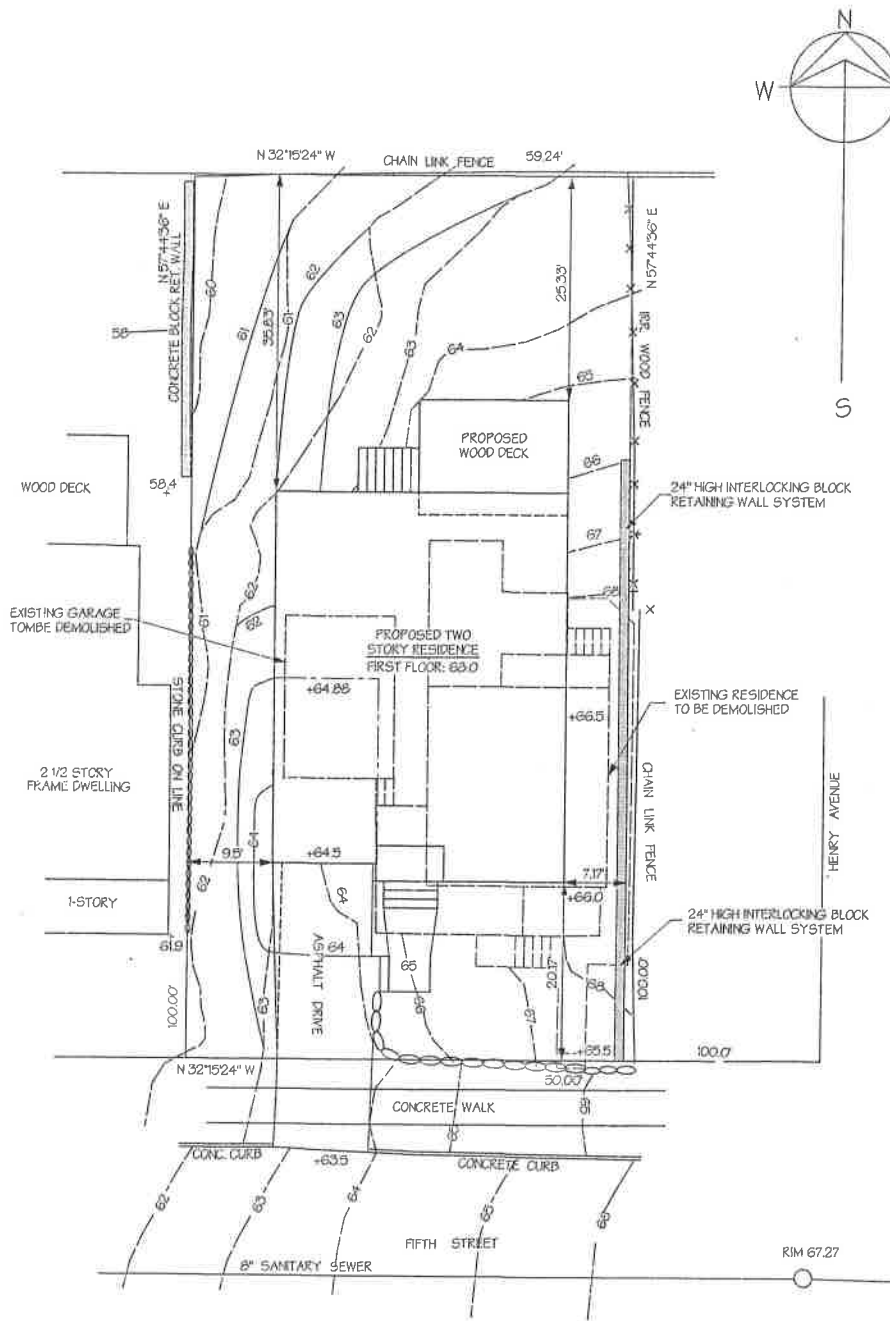 N
W
S
N 32°15'24" W
CHAIN LINK FENCE
59.24'
N 57°44'36" E
CONCRETE BLOCK RET. WALL
N 57°44'36" E
WOOD FENCE
60
61
62
61
62
63
63
64
65
58
35.83'
25.33'
PROPOSED
WOOD DECK
WOOD DECK
58.4
+
66
24" HIGH INTERLOCKING BLOCK
RETAINING WALL SYSTEM
67
68
62
61
62
EXISTING GARAGE
TOMBE DEMOLISHED
PROPOSED TWO
STORY RESIDENCE
FIRST FLOOR: 68.0
+64.88
+66.5
EXISTING RESIDENCE
TO BE DEMOLISHED
STONE CURB ON LINE
63
2 1/2 STORY
FRAME DWELLING
CHAIN LINK FENCE
HENRY AVENUE
64
9.5'
+64.5
7.17'
+66.0
62
64
1-STORY
24" HIGH INTERLOCKING BLOCK
RETAINING WALL SYSTEM
61.9
+
64
65
66
67
68
20.17'
ASPHALT DRIVE
100.00'
63
100.00'
+65.5
100.0'
N 32°15'24" W
50.00'
CONCRETE WALK
CONC. CURB
+63.5
CONCRETE CURB
62
63
64
65
66
FIFTH STREET
RIM 67.27
8" SANITARY SEWER